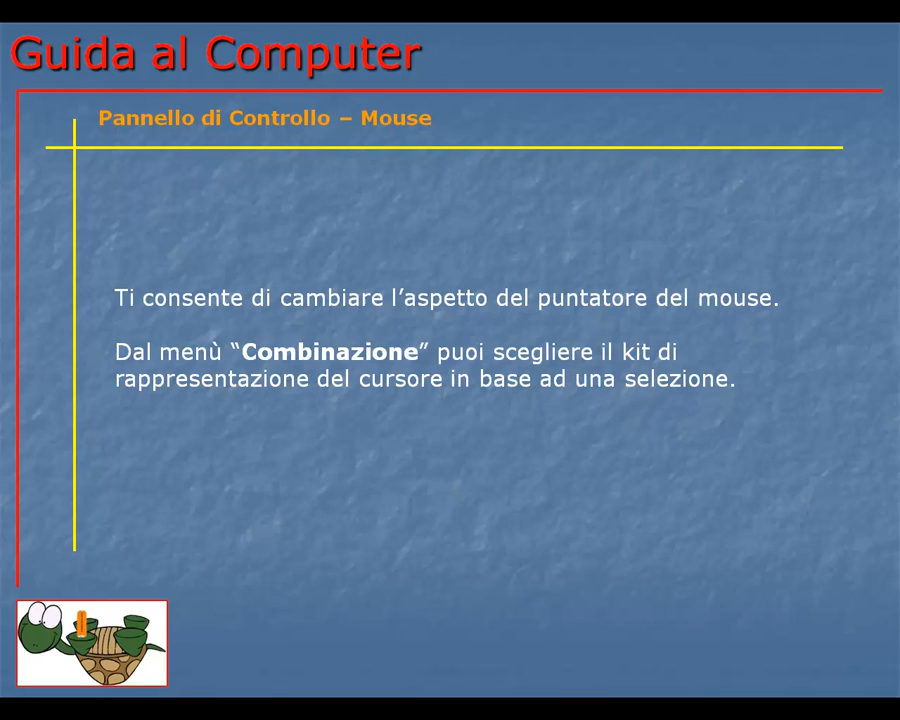 Guida al Computer
Pannello di Controllo – Mouse
Ti consente di cambiare l’aspetto del puntatore del mouse.
Dal menù “Combinazione” puoi scegliere il kit di
rappresentazione del cursore in base ad una selezione.